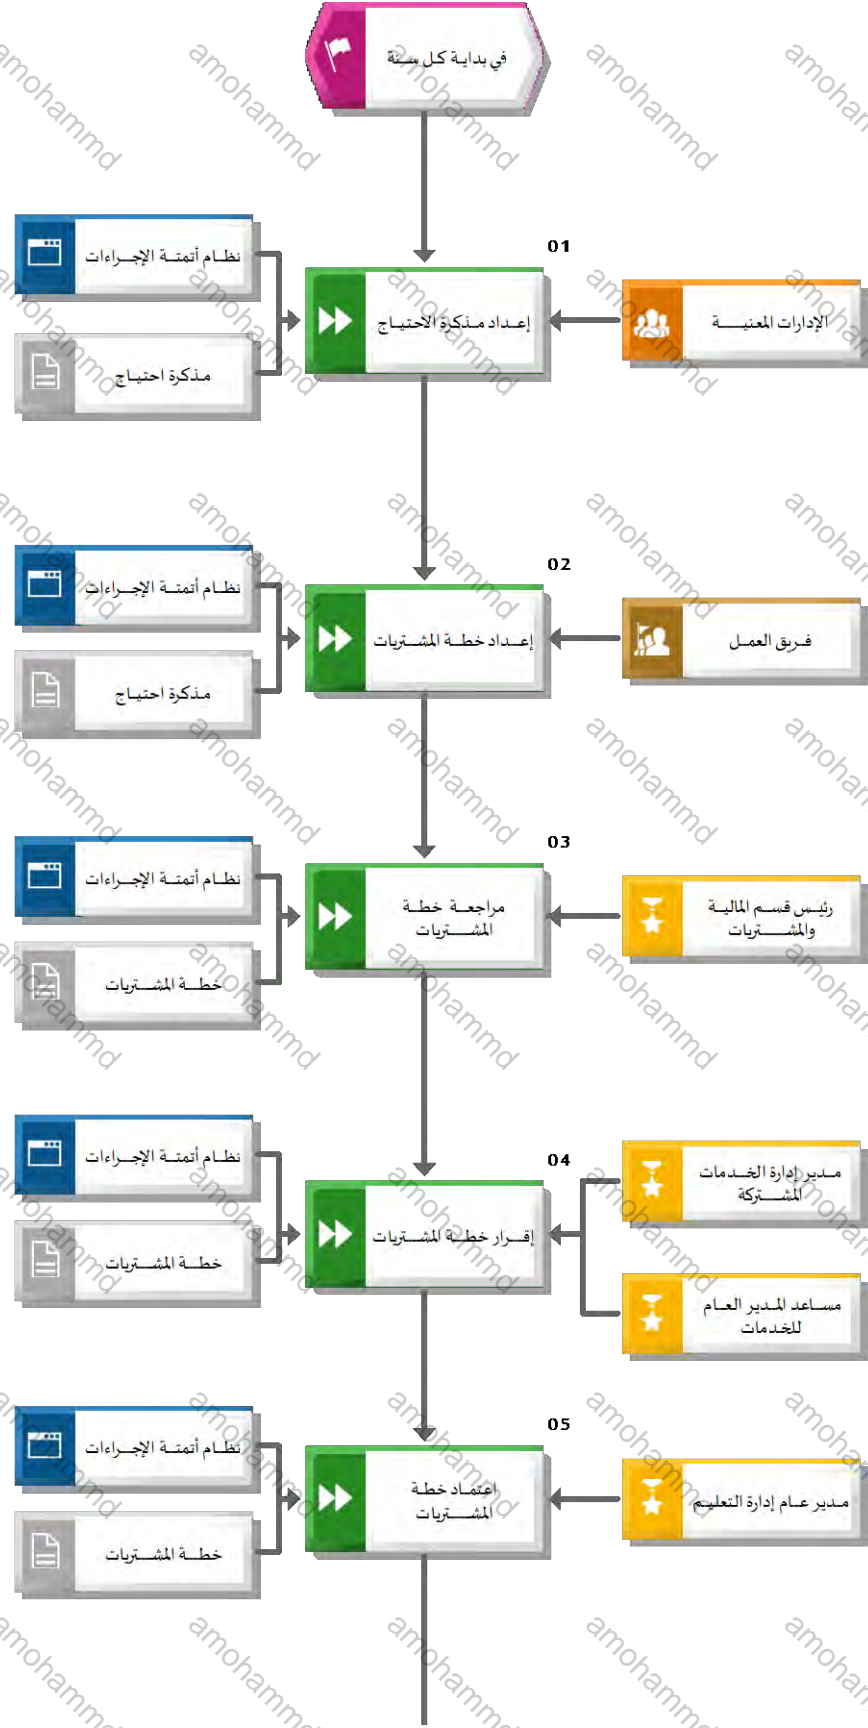 في بداية كل سنة
01
الإدارات المعنية
إعداد مذكرة الاحتياج
نظام أتمتة الإجراءات
مذكرة احتياج
02
فريق العمل
إعداد خطة المشتريات
نظام أتمتة الإجراءات
مذكرة احتياج
03
رئيس قسم المالية
والمشتريات
مراجعة خطة
المشتريات
نظام أتمتة الإجراءات
خطة المشتريات
04
مدير إدارة الخدمات
المشتركة
مساعد المدير العام
للخدمات
إقرار خطة المشتريات
نظام أتمتة الإجراءات
خطة المشتريات
05
مدير عام إدارة التعليم
اعتماد خطة
المشتريات
نظام أتمتة الإجراءات
خطة المشتريات
amohammd